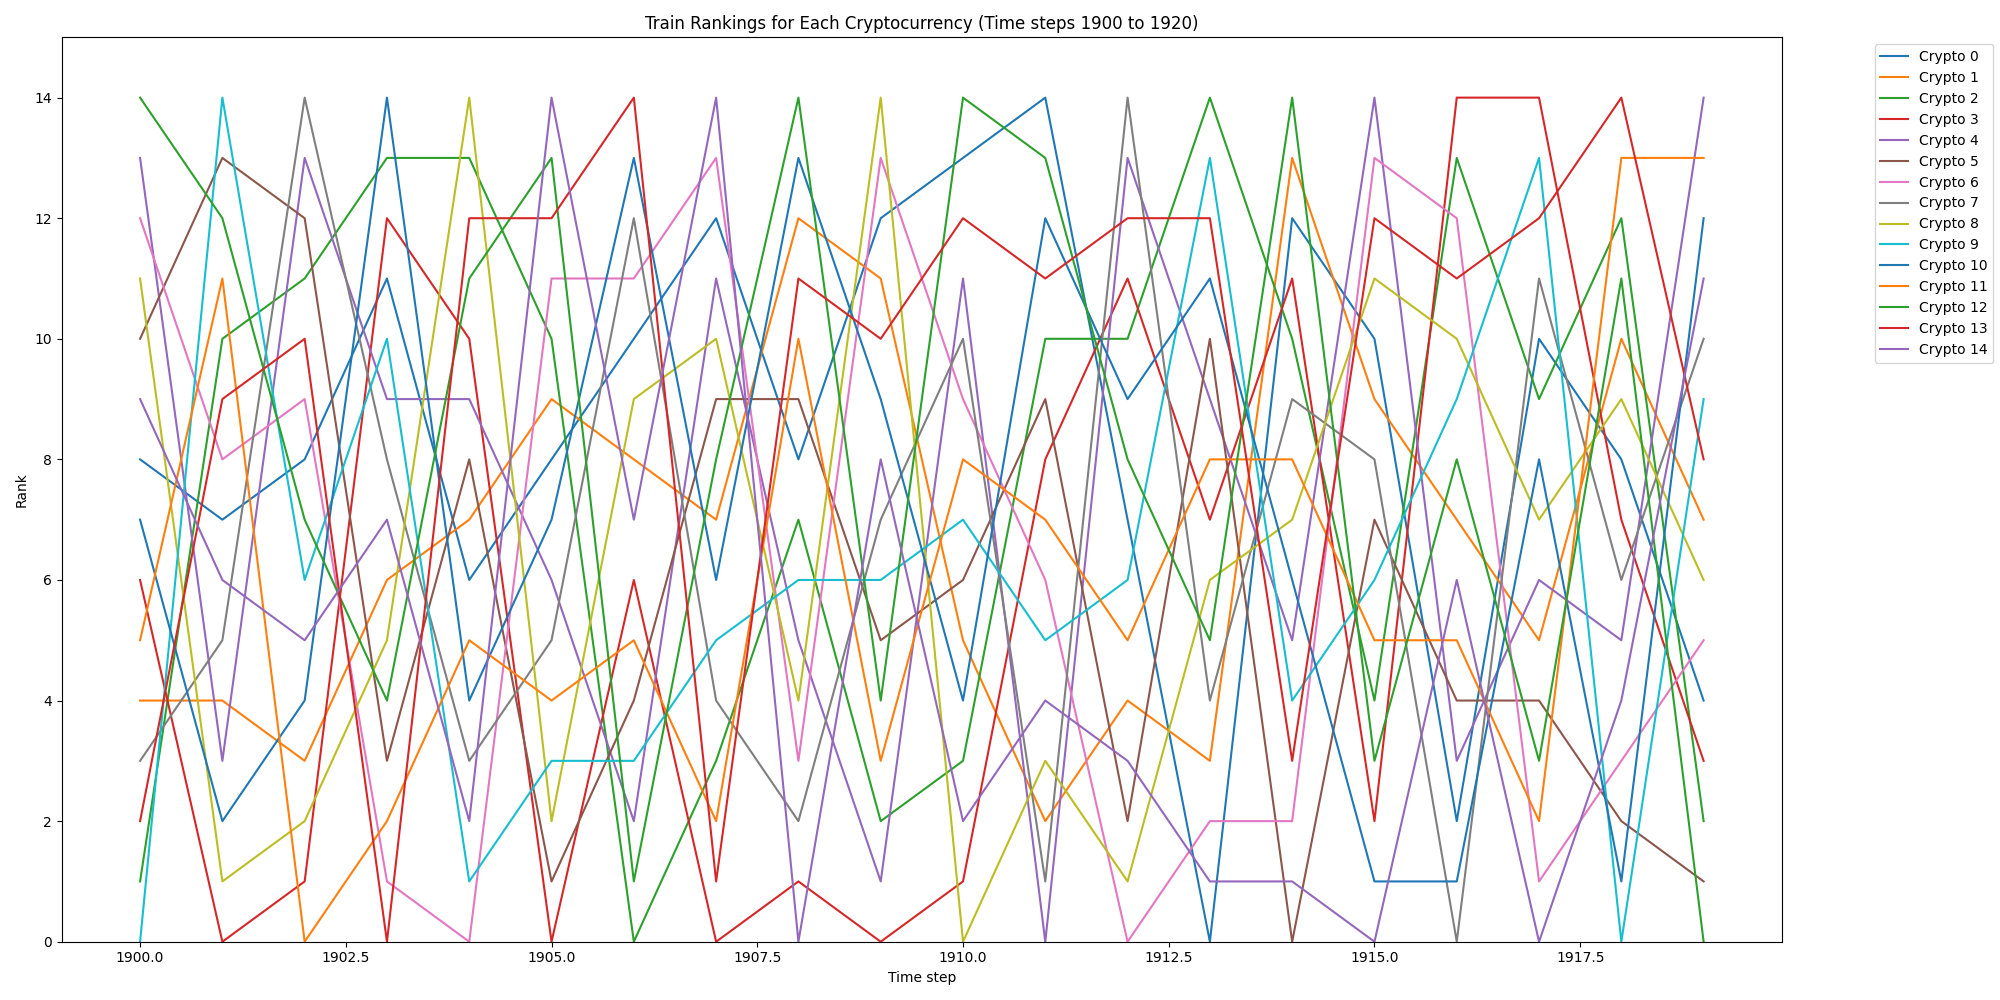 Train Rankings for Each Cryptocurrency (Time steps 1900 to 1920)
Rank
14
12
10
8
6
4
2
0
1900.0 1902.5 1905.0 1907.5 1910.0 1912.5 1915.0 1917.5
Time step
Crypto 0
Crypto 1
Crypto 2
Crypto 3
Crypto 4
Crypto 5
Crypto 6
Crypto 7
Crypto 8
Crypto 9
Crypto 10
Crypto 11
Crypto 12
Crypto 13
Crypto 14